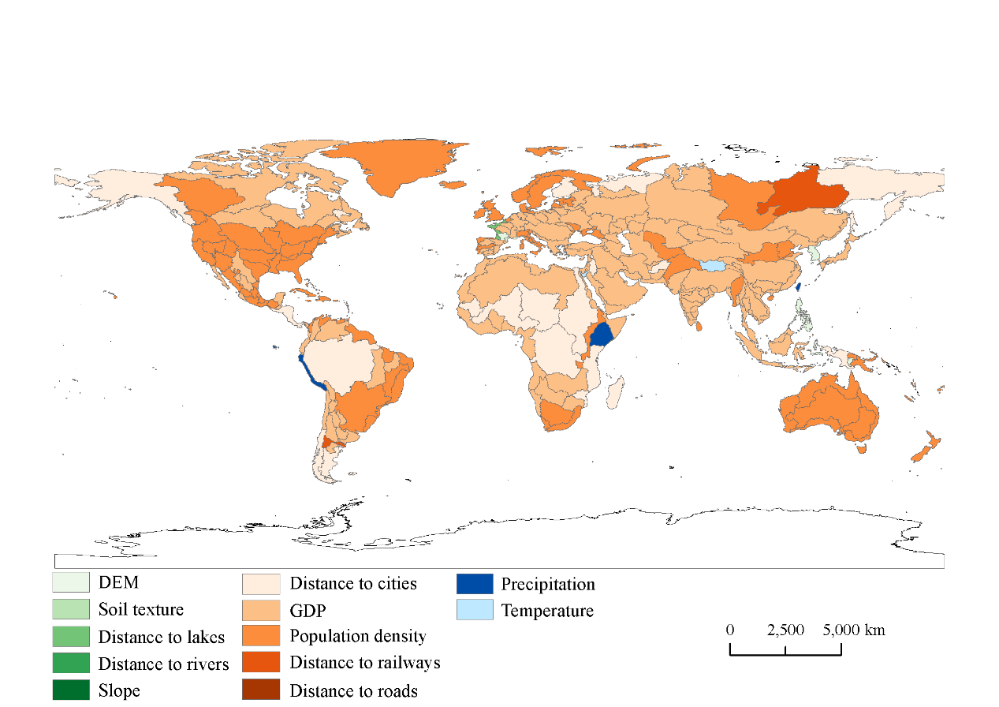 DEM
Soil texture
Distance to lakes
Distance to rivers
Slope
Distance to cities
GDP
Population density
Distance to railways
Distance to roads
Precipitation
Temperature
0 2,500 5,000 km